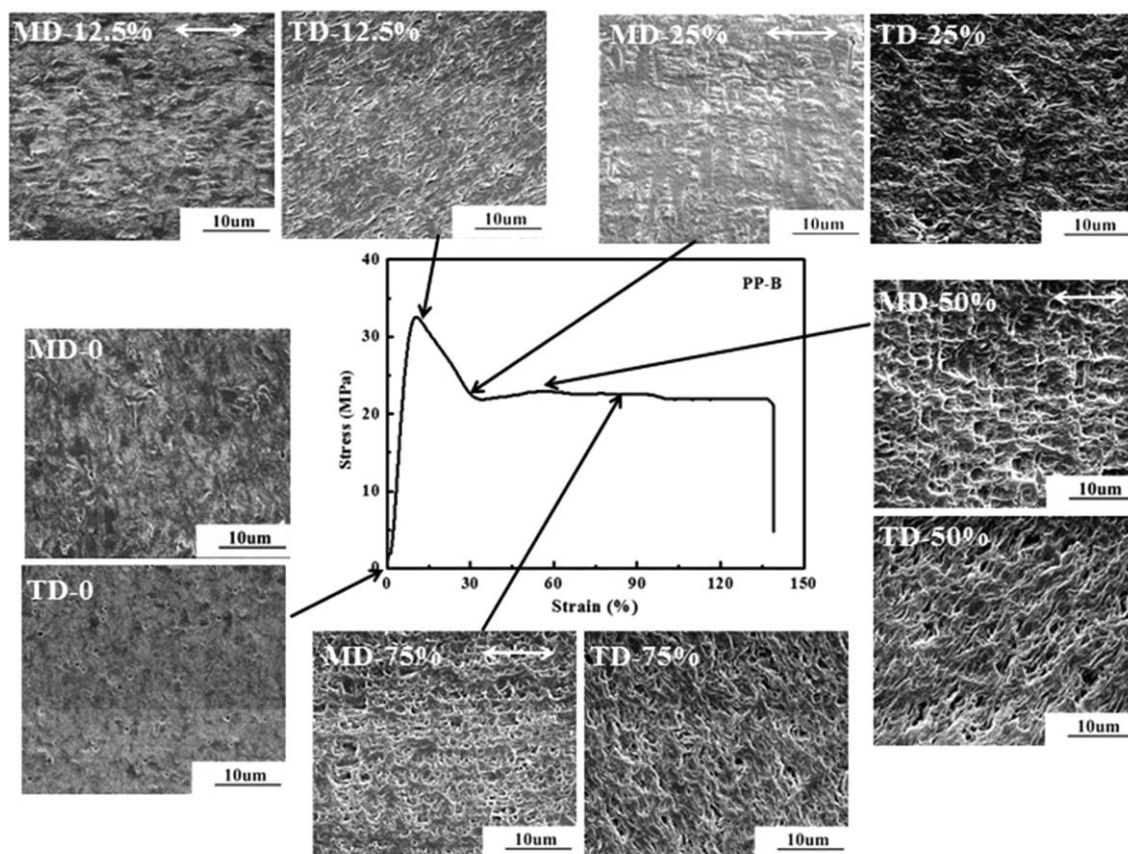 MD-12.5%
TD-12.5%
MD-25%
TD-25%
10um
10um
10um
10um
40
PP-B
30
20
10
0
Stress (MPa)
0 30 60 90 120 150
Strain (%)
MD-0
10um
TD-0
10um
MD-50%
10um
TD-50%
10um
MD-75%
TD-75%
10um
10um